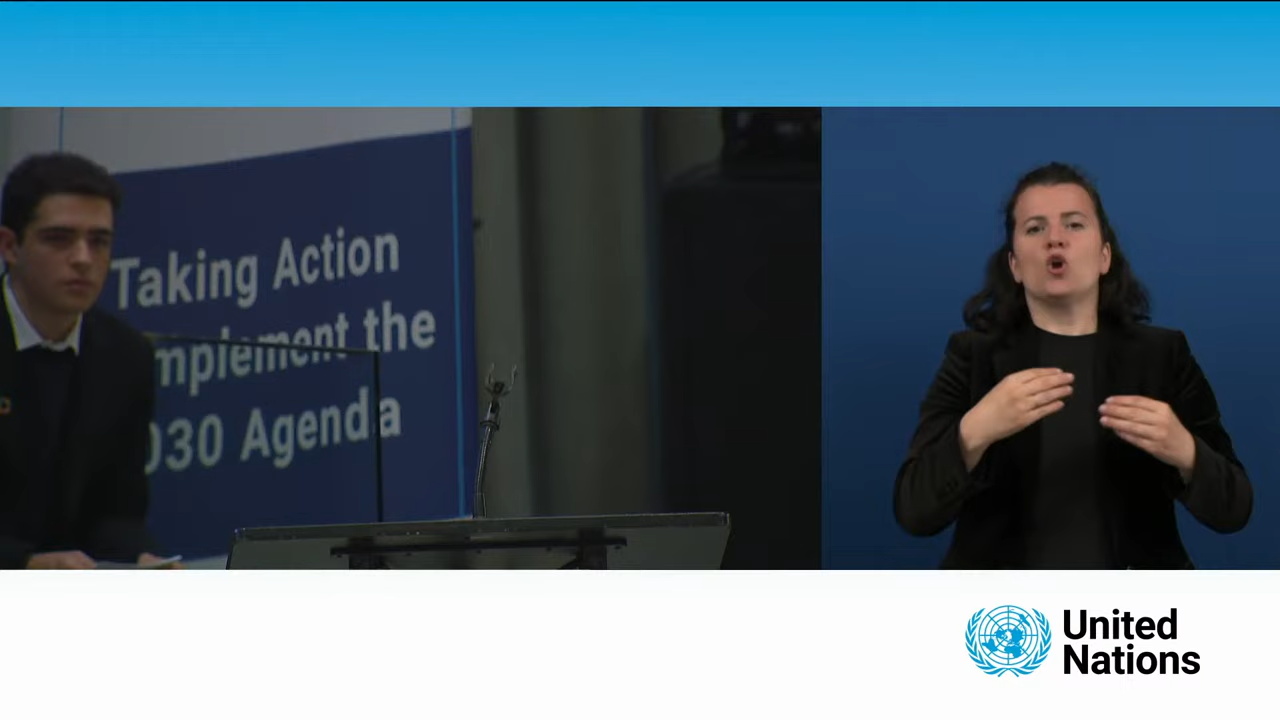 Taking Action
mplement the
030 Agenda
United
Nations